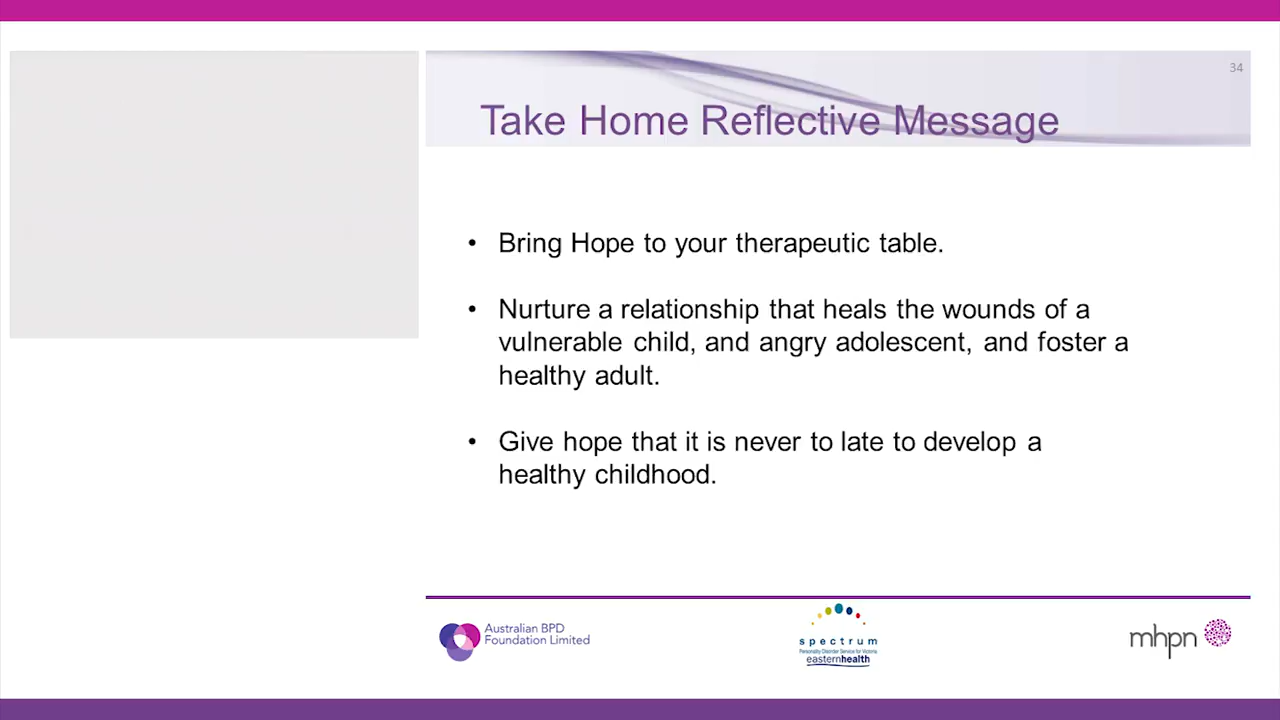 34
Take Home Reflective Message
• Bring Hope to your therapeutic table.
• Nurture a relationship that heals the wounds of a
vulnerable child, and angry adolescent, and foster a
healthy adult.
• Give hope that it is never to late to develop a
healthy childhood.
Australian BPD
Foundation Limited
spectrum
Personality Disorder Service for Victoria
easternhealth
mhpn